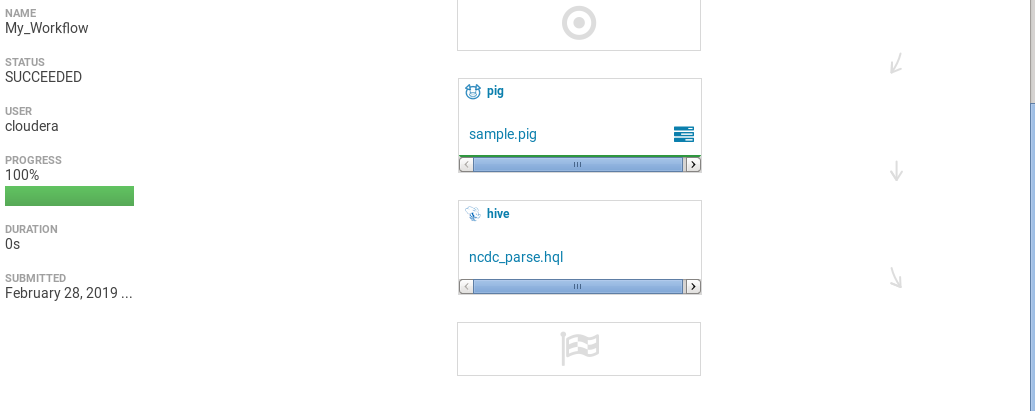 NAME
My_Workflow
STATUS
SUCCEEDED
USER
cloudera
PROGRESS
100%
DURATION
0s
SUBMITTED
February 28, 2019 ...
pig
sample.pig
hive
ncdc_parse.hql